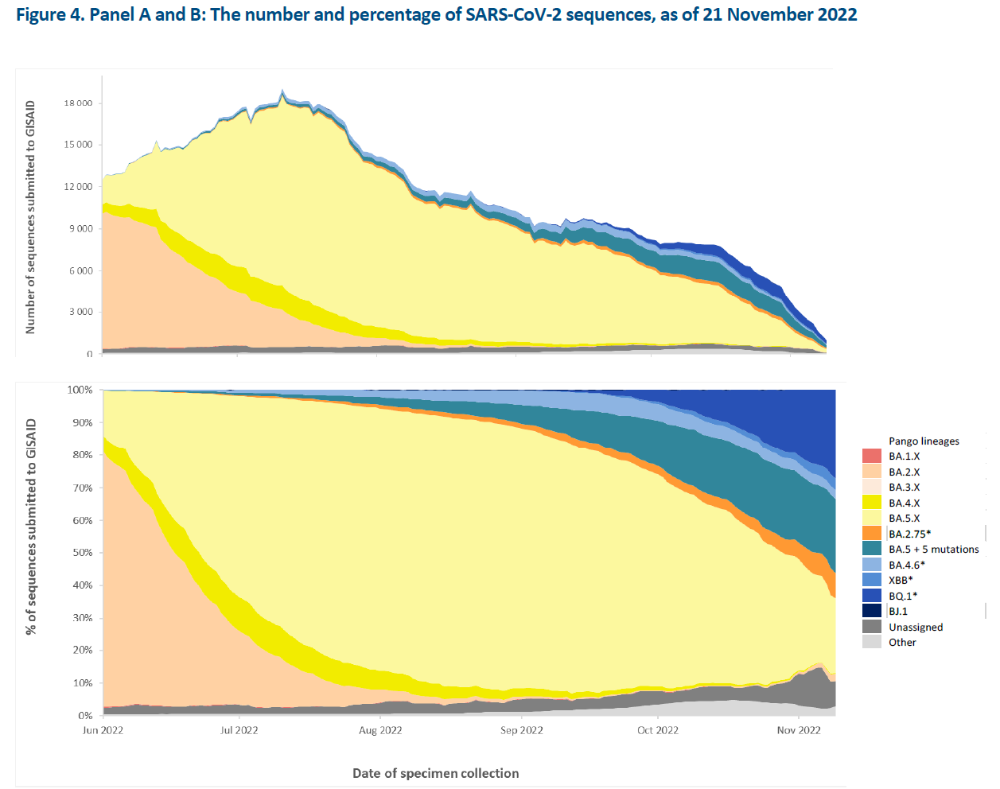 Figure 4. Panel A and B: The number and percentage of SARS-CoV-2 sequences, as of 21 November 2022
Number of sequences submitted to GISAID
18 000
15 000
12 000
9 000
6 000
3 000
0
% of sequences submitted to GISAID
100%
90%
80%
70%
60%
50%
40%
30%
20%
10%
0%
Jun 2022
Jul 2022
Aug 2022
Sep 2022
Oct 2022
Nov 2022
Date of specimen collection
Pango lineages
BA.1.X
BA.2.X
BA.3.X
BA.4.X
BA.5.X
BA.2.75*
BA.5 + 5 mutations
BA.4.6*
XBB*
BQ.1*
BJ.1
Unassigned
Other